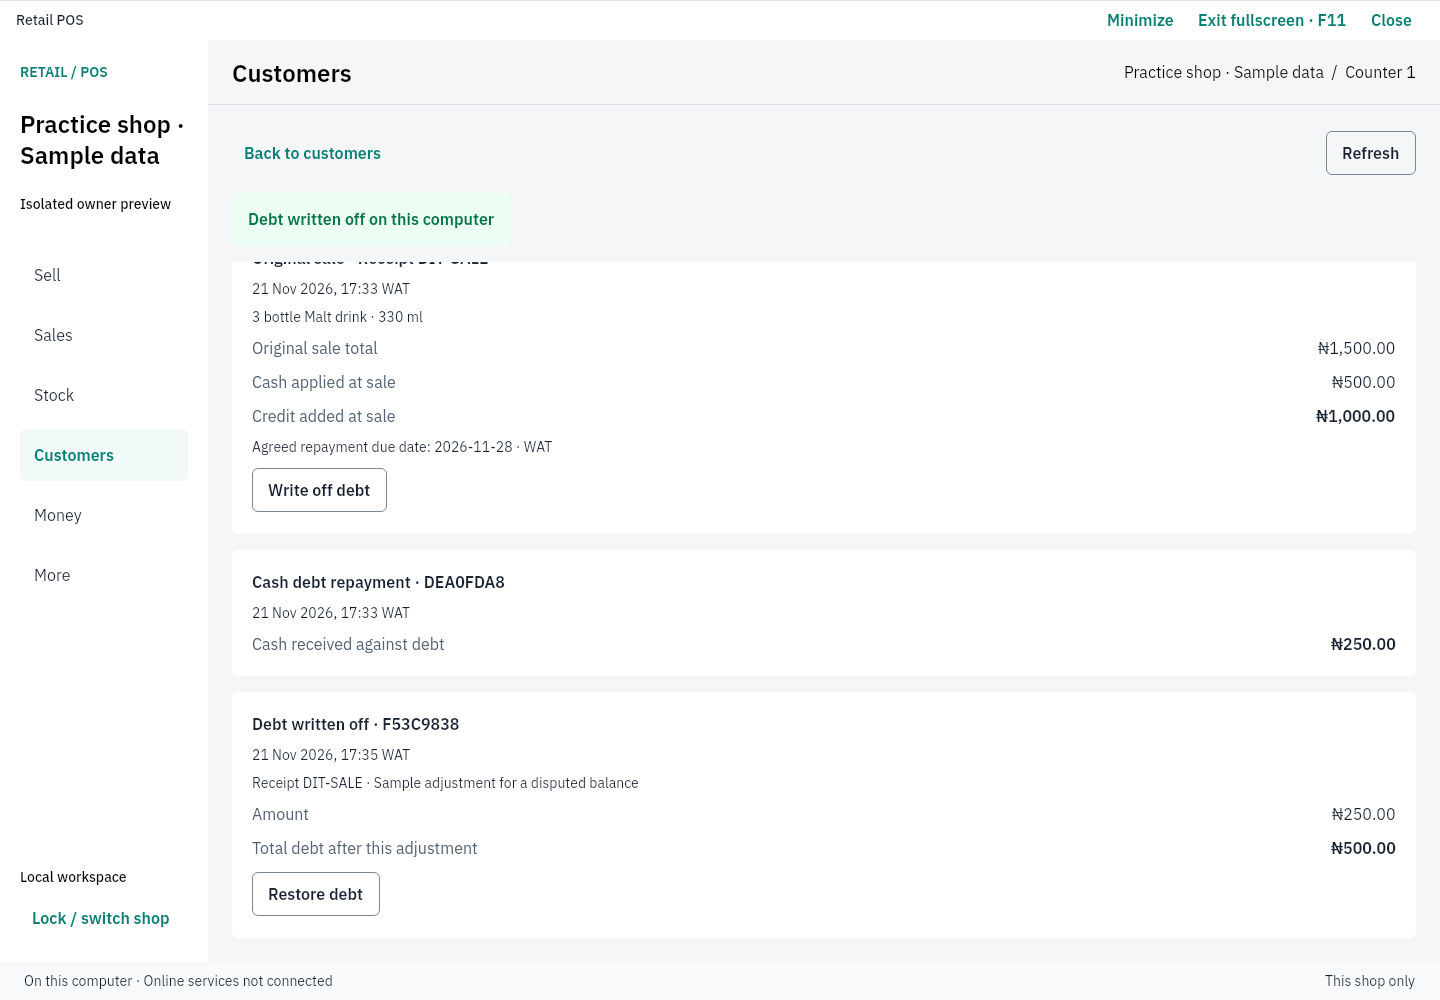 Retail POS
Minimize
Exit fullscreen · F11
Close
RETAIL / POS
Practice shop ·
Sample data
Isolated owner preview
Sell
Sales
Stock
Customers
Money
More
Local workspace
Lock / switch shop
Customers
Practice shop · Sample data / Counter 1
Back to customers
Refresh
Debt written off on this computer
Original sale · Receipt DIT-SALE
21 Nov 2026, 17:33 WAT
3 bottle Malt drink · 330 ml
Original sale total ₦1,500.00
Cash applied at sale ₦500.00
Credit added at sale ₦1,000.00
Agreed repayment due date: 2026-11-28 · WAT
Write off debt
Cash debt repayment · DEA0FDA8
21 Nov 2026, 17:33 WAT
Cash received against debt ₦250.00
Debt written off · F53C9838
21 Nov 2026, 17:35 WAT
Receipt DIT-SALE · Sample adjustment for a disputed balance
Amount ₦250.00
Total debt after this adjustment ₦500.00
Restore debt
On this computer · Online services not connected
This shop only